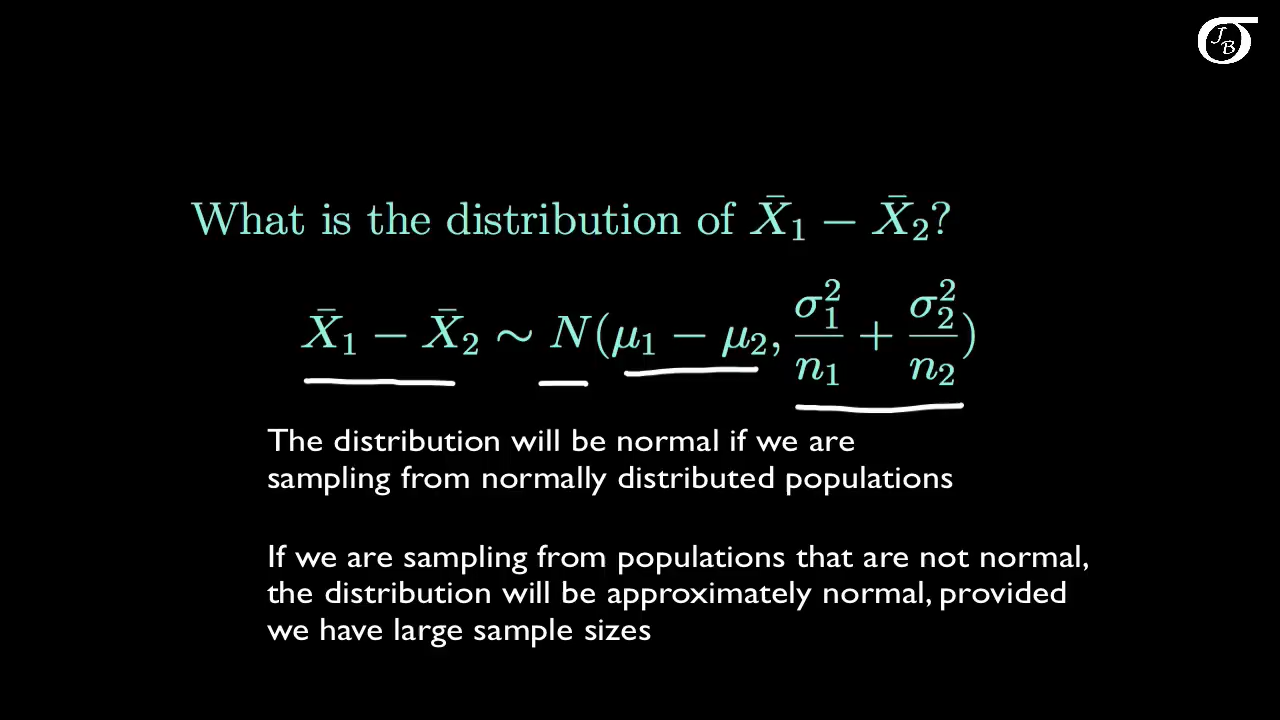 JB
What is the distribution of X̄₁ − X̄₂?
X̄₁ − X̄₂ ∼ N(μ₁ − μ₂, σ₁²/n₁ + σ₂²/n₂)
The distribution will be normal if we are
sampling from normally distributed populations
If we are sampling from populations that are not normal,
the distribution will be approximately normal, provided
we have large sample sizes